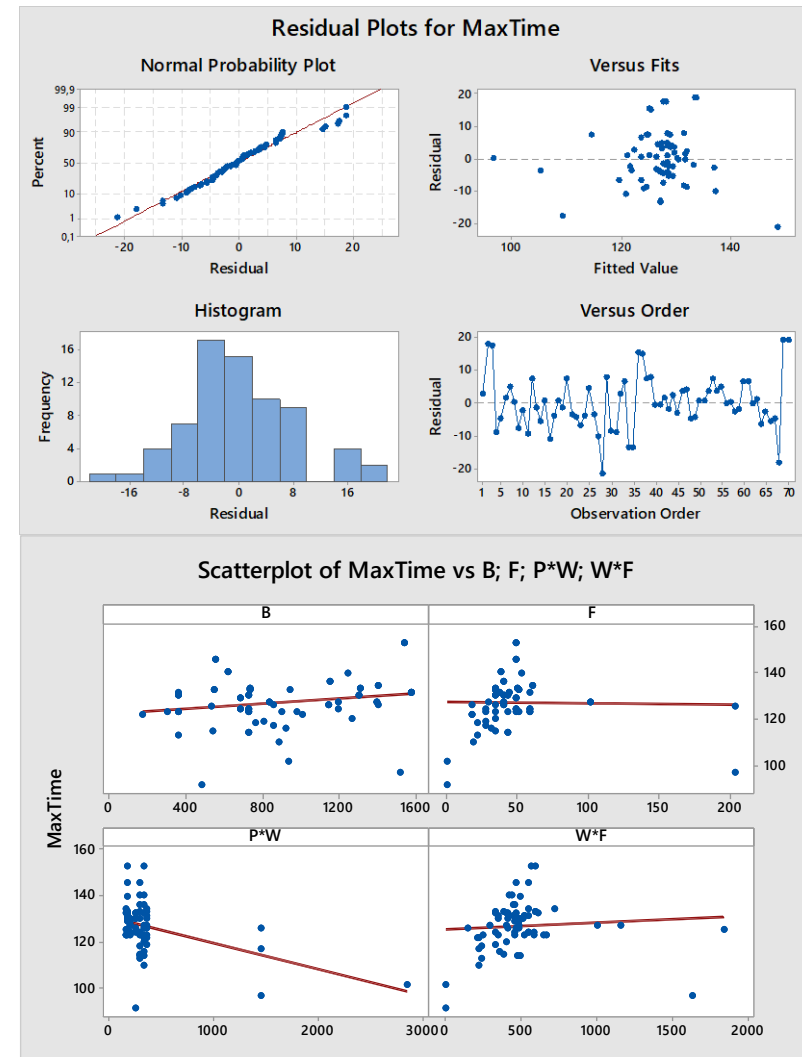 Residual Plots for MaxTime
Normal Probability Plot
Versus Fits
99,9
99
90
50
10
1
0,1
Percent
-20 -10 0 10 20
Residual
20
10
0
-10
-20
Residual
100 120 140
Fitted Value
Histogram
Versus Order
16
12
8
4
0
Frequency
-16 -8 0 8 16
Residual
20
10
0
-10
-20
Residual
1 5 10 15 20 25 30 35 40 45 50 55 60 65 70
Observation Order
Scatterplot of MaxTime vs B; F; P*W; W*F
B F
160
140
120
100
0 400 800 1200 1600 0 50 100 150 200
MaxTime
P*W W*F
160
140
120
100
0 1000 2000 3000 0 500 1000 1500 2000